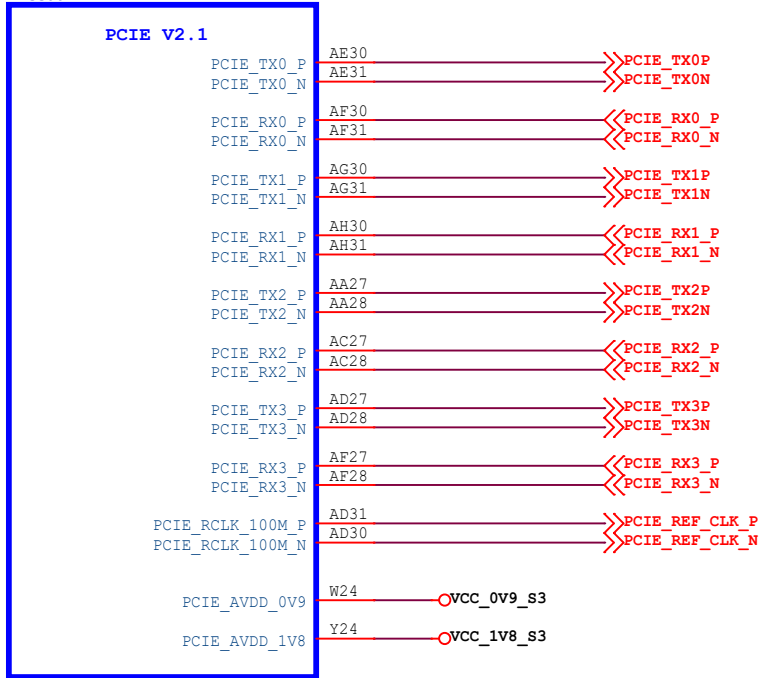 PCIE V2.1
PCIE_TX0_P AE30 PCIE_TX0P
PCIE_TX0_N AE31 PCIE_TX0N
PCIE_RX0_P AF30 PCIE_RX0_P
PCIE_RX0_N AF31 PCIE_RX0_N
PCIE_TX1_P AG30 PCIE_TX1P
PCIE_TX1_N AG31 PCIE_TX1N
PCIE_RX1_P AH30 PCIE_RX1_P
PCIE_RX1_N AH31 PCIE_RX1_N
PCIE_TX2_P AA27 PCIE_TX2P
PCIE_TX2_N AA28 PCIE_TX2N
PCIE_RX2_P AC27 PCIE_RX2_P
PCIE_RX2_N AC28 PCIE_RX2_N
PCIE_TX3_P AD27 PCIE_TX3P
PCIE_TX3_N AD28 PCIE_TX3N
PCIE_RX3_P AF27 PCIE_RX3_P
PCIE_RX3_N AF28 PCIE_RX3_N
PCIE_RCLK_100M_P AD31 PCIE_REF_CLK_P
PCIE_RCLK_100M_N AD30 PCIE_REF_CLK_N
PCIE_AVDD_0V9 W24 VCC_0V9_S3
PCIE_AVDD_1V8 Y24 VCC_1V8_S3